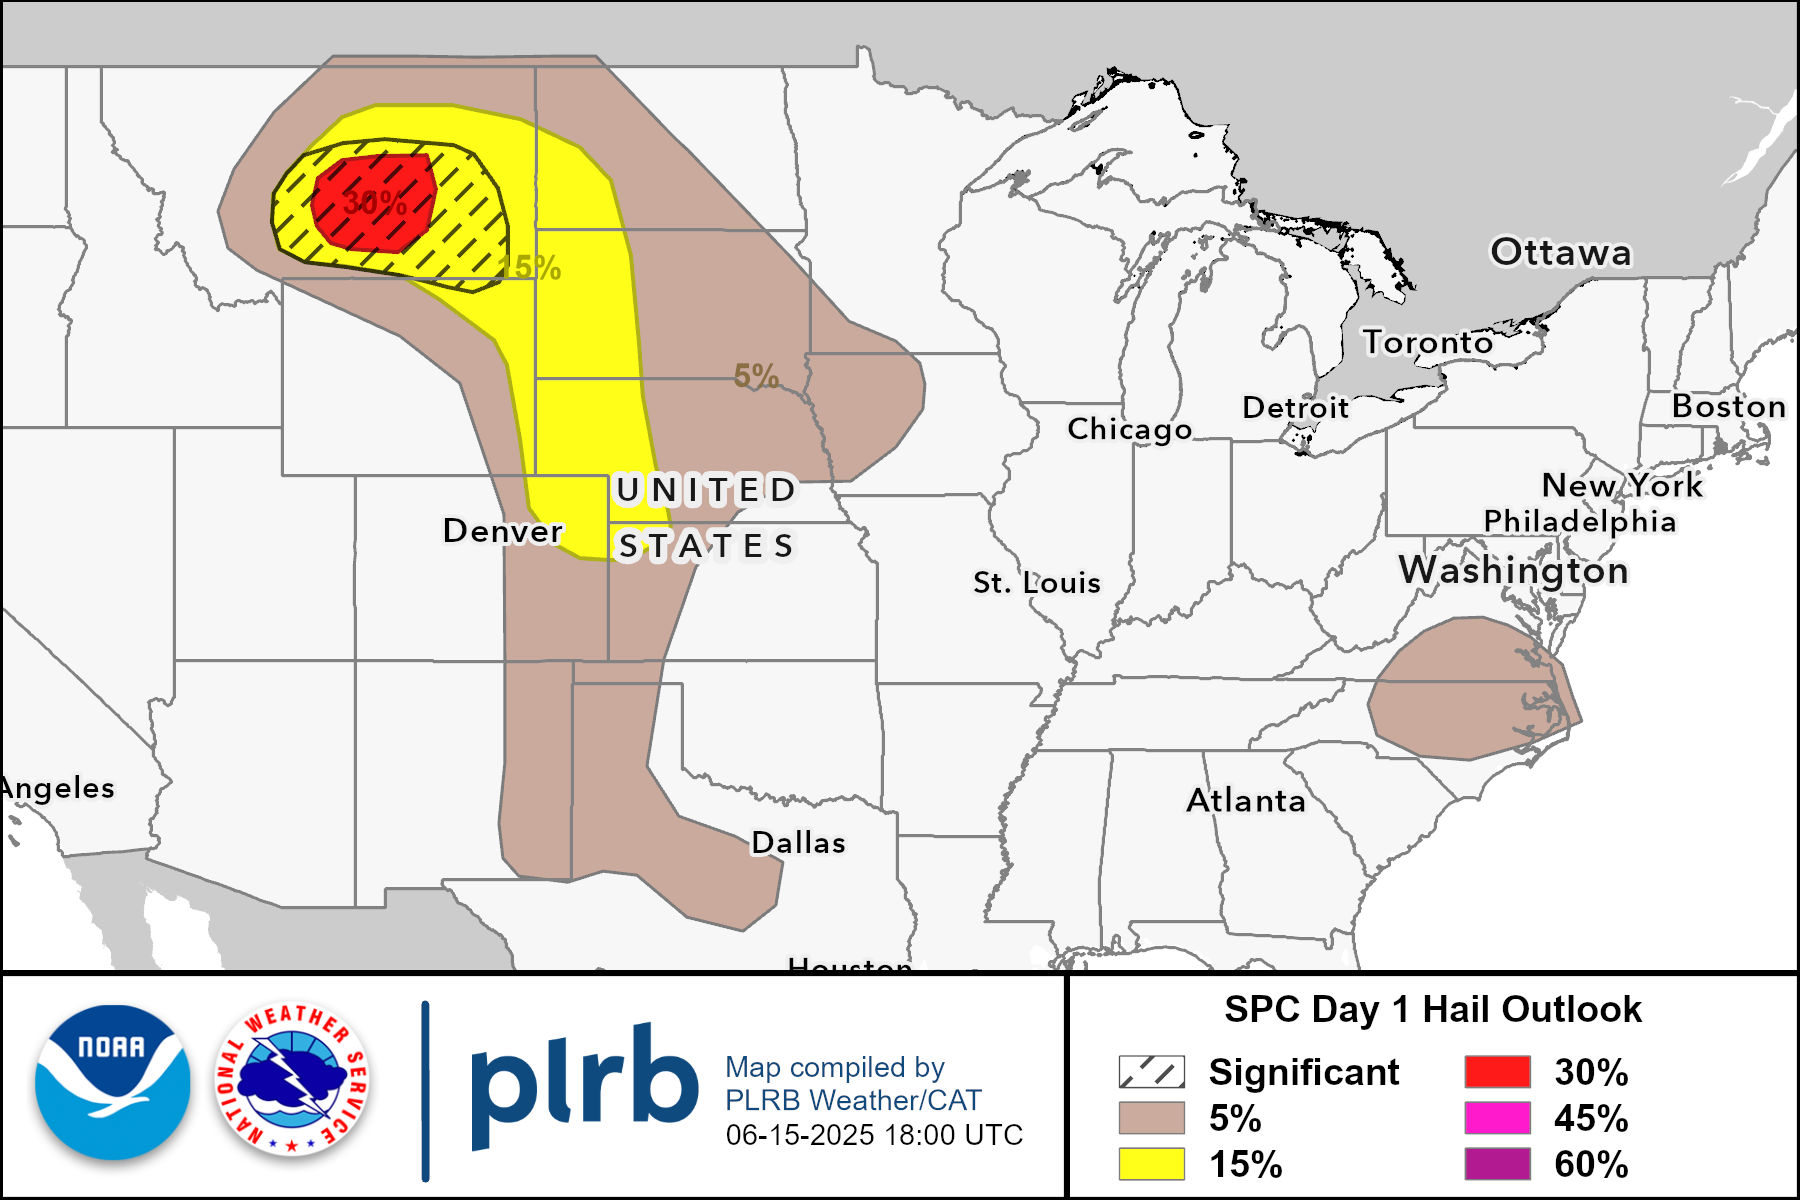 30%
15%
Ottawa
Toronto
5%
Detroit
Boston
Chicago
UNITED
New York
Denver
Philadelphia
STATES
Washington
St. Louis
Angeles
Atlanta
Dallas
Houston
NOAA
NATIONAL WEATHER SERVICE
plrb
Map compiled by
PLRB Weather/CAT
06-15-2025 18:00 UTC
SPC Day 1 Hail Outlook
Significant
5%
15%
30%
45%
60%